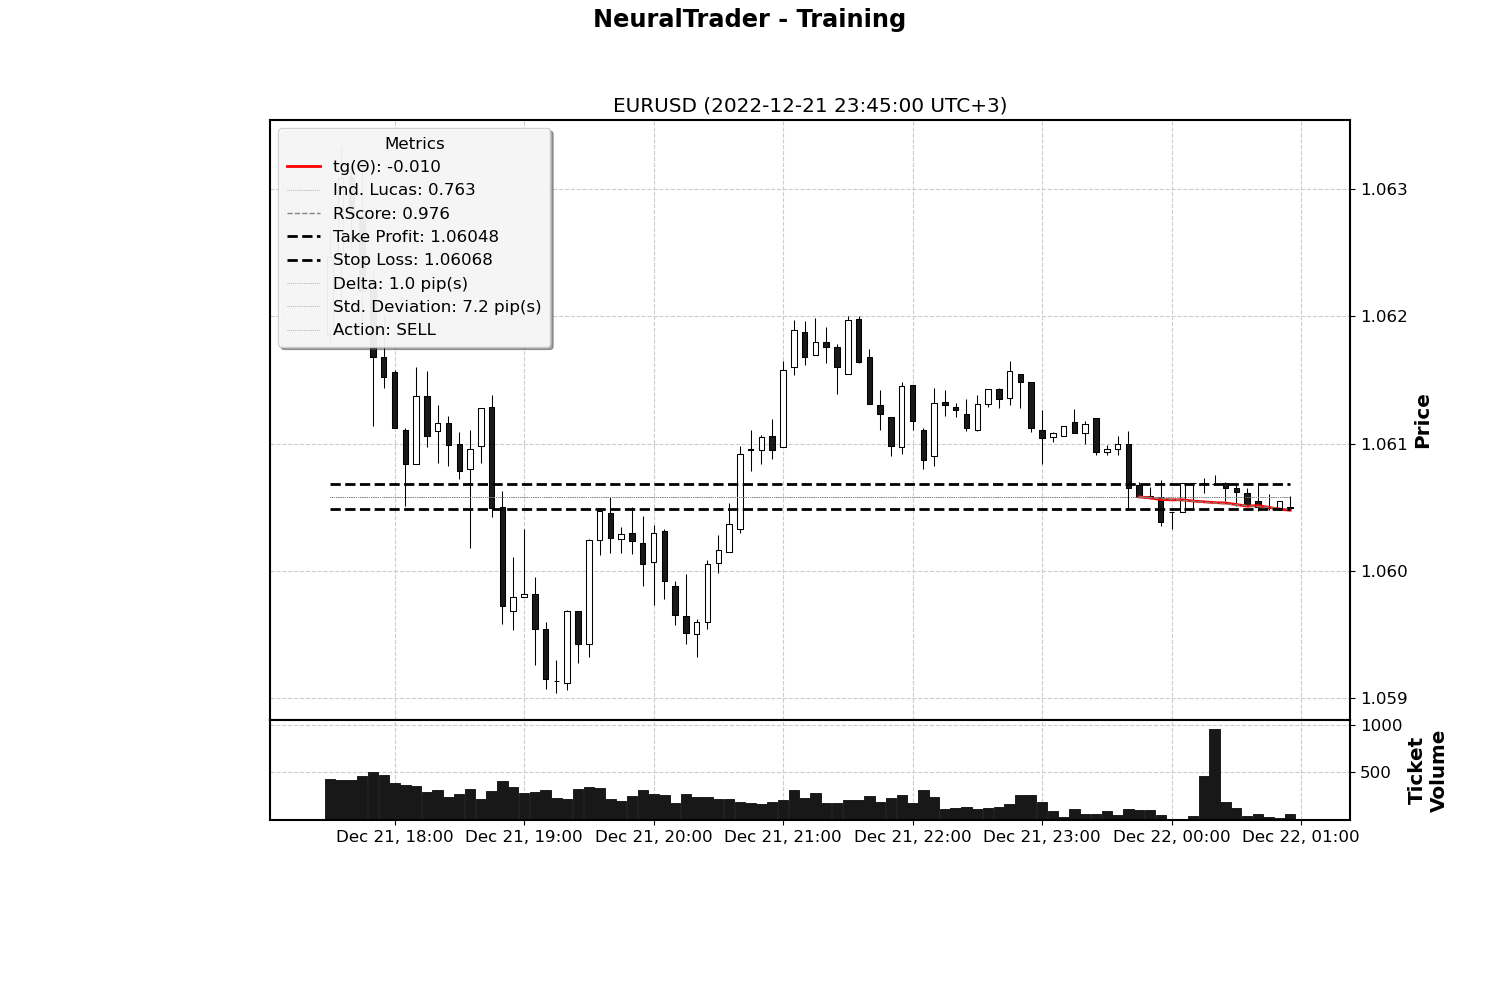 NeuralTrader - Training
EURUSD (2022-12-21 23:45:00 UTC+3)
Metrics
tg(Θ): -0.010
Ind. Lucas: 0.763
RScore: 0.976
Take Profit: 1.06048
Stop Loss: 1.06068
Delta: 1.0 pip(s)
Std. Deviation: 7.2 pip(s)
Action: SELL
1.063
1.062
1.061
1.060
1.059
Price
1000
500
Ticket
Volume
Dec 21, 18:00
Dec 21, 19:00
Dec 21, 20:00
Dec 21, 21:00
Dec 21, 22:00
Dec 21, 23:00
Dec 22, 00:00
Dec 22, 01:00